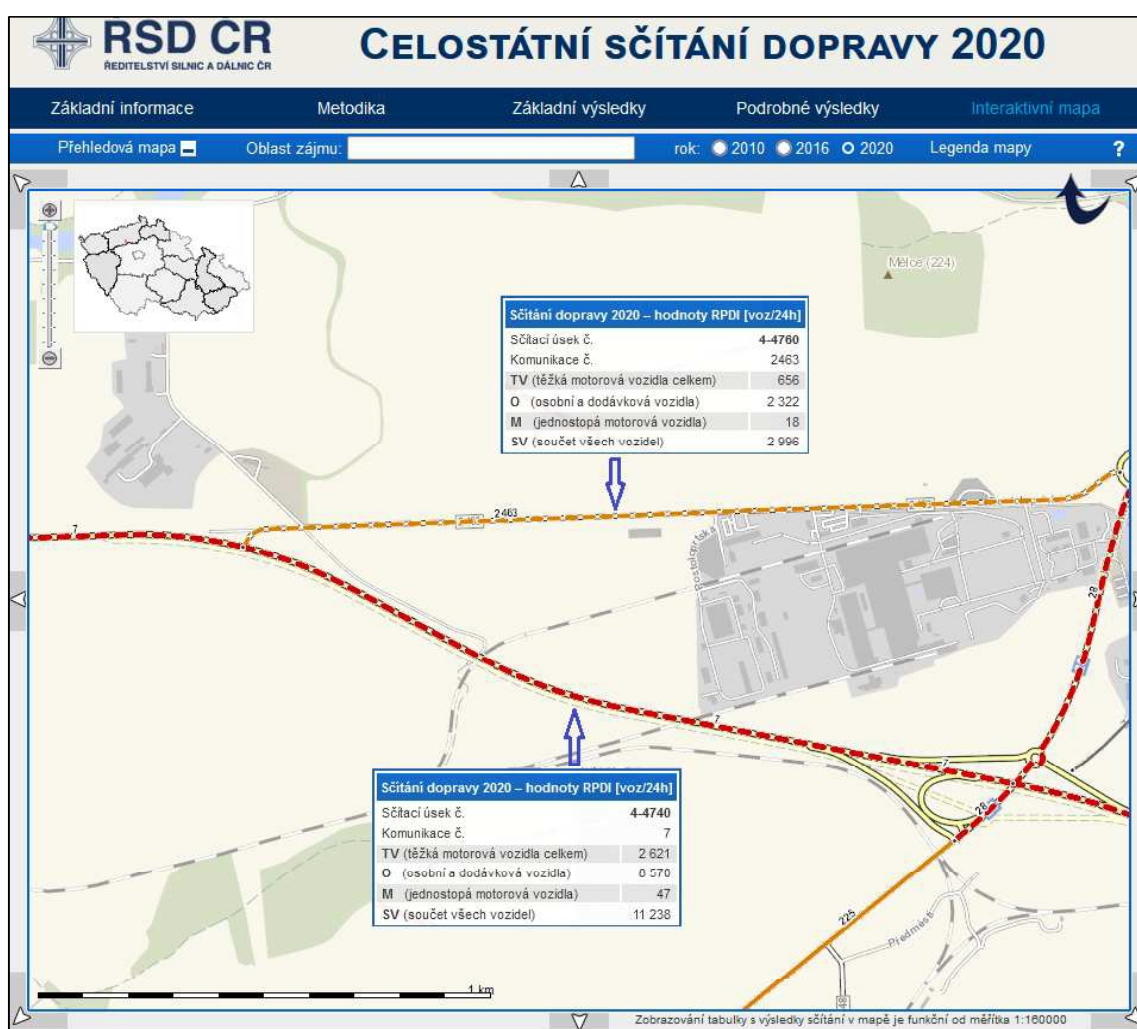 RSD CR
ŘEDITELSTVÍ SILNIC A DÁLNIC ČR
CELOSTÁTNÍ SČÍTÁNÍ DOPRAVY 2020
Základní informace Metodika Základní výsledky Podrobné výsledky Interaktivní mapa
Přehledová mapa Oblast zájmu: rok: 2010 2016 2020 Legenda mapy ?
Mělce (224)
Sčítání dopravy 2020 – hodnoty RPDI [voz/24h]
Sčítací úsek č. 4-4760
Komunikace č. 2463
TV (těžká motorová vozidla celkem) 656
O (osobní a dodávková vozidla) 2 322
M (jednostopá motorová vozidla) 18
SV (součet všech vozidel) 2 996
2463
7
28
7
7
28
Sčítání dopravy 2020 – hodnoty RPDI [voz/24h]
Sčítací úsek č. 4-4740
Komunikace č. 7
TV (těžká motorová vozidla celkem) 2 621
O (osobní a dodávková vozidla)
M (jednostopá motorová vozidla) 47
SV (součet všech vozidel) 11 238
225
Předměstí
1 km
Zobrazování tabulky s výsledky sčítání v mapě je funkční od měřítka 1:160000